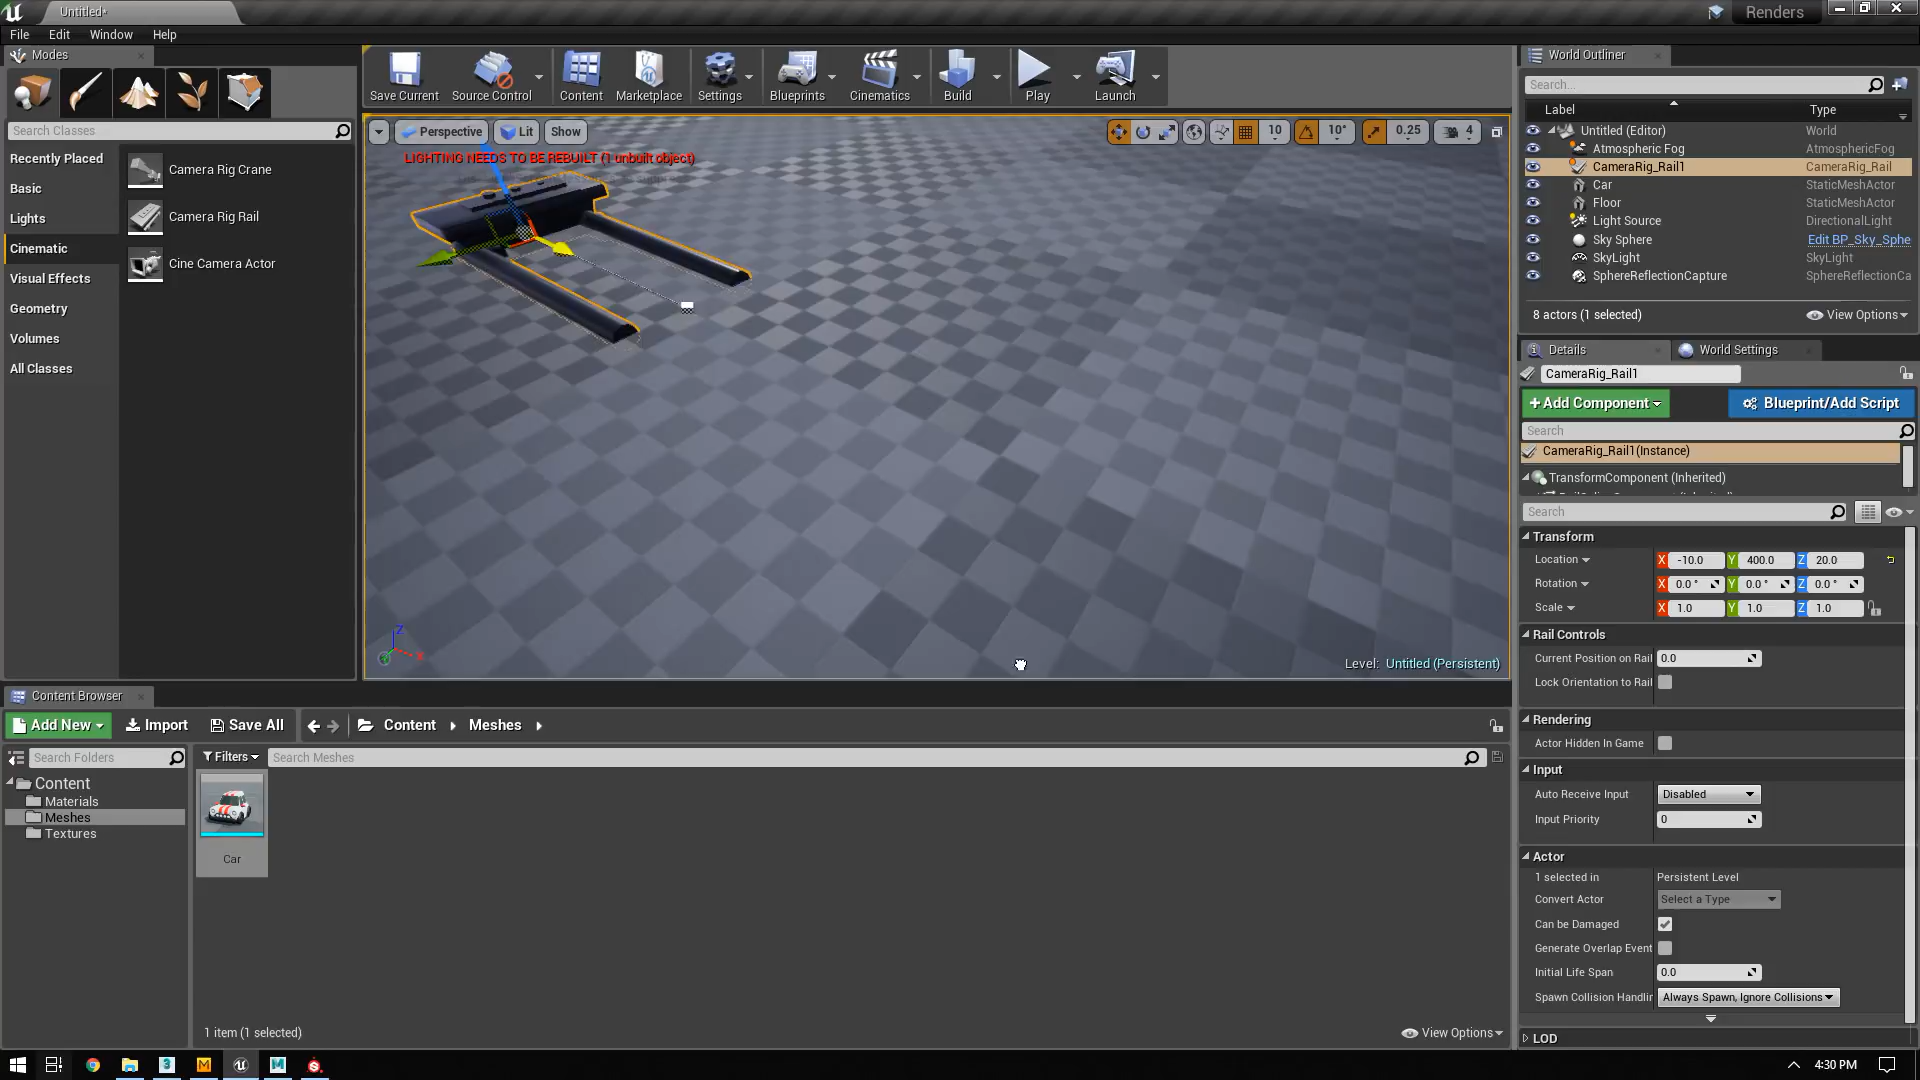 Untitled*
Renders
File Edit Window Help
Modes
Search Classes
Recently Placed
Basic
Lights
Cinematic
Visual Effects
Geometry
Volumes
All Classes
Camera Rig Crane
Camera Rig Rail
Cine Camera Actor
Save Current
Source Control
Content
Marketplace
Settings
Blueprints
Cinematics
Build
Play
Launch
Perspective Lit Show
10 10° 0.25 4
LIGHTING NEEDS TO BE REBUILT (1 unbuilt object)
Level: Untitled (Persistent)
Z
X
World Outliner
Search...
Label Type
Untitled (Editor) World
Atmospheric Fog AtmosphericFog
CameraRig_Rail1 CameraRig_Rail
Car StaticMeshActor
Floor StaticMeshActor
Light Source DirectionalLight
Sky Sphere Edit BP_Sky_Sphe
SkyLight SkyLight
SphereReflectionCapture SphereReflectionCa
8 actors (1 selected) View Options
Details World Settings
CameraRig_Rail1
+Add Component Blueprint/Add Script
Search
CameraRig_Rail1(Instance)
TransformComponent (Inherited)
Search
Transform
Location X -10.0 Y 400.0 Z 20.0
Rotation X 0.0 ° Y 0.0 ° Z 0.0 °
Scale X 1.0 Y 1.0 Z 1.0
Rail Controls
Current Position on Rail 0.0
Lock Orientation to Rail
Rendering
Actor Hidden In Game
Input
Auto Receive Input Disabled
Input Priority 0
Actor
1 selected in Persistent Level
Convert Actor Select a Type
Can be Damaged
Generate Overlap Event
Initial Life Span 0.0
Spawn Collision Handlin Always Spawn, Ignore Collisions
LOD
Content Browser
Add New Import Save All Content Meshes
Search Folders
Filters Search Meshes
Content
Materials
Meshes
Textures
Car
1 item (1 selected) View Options
4:30 PM